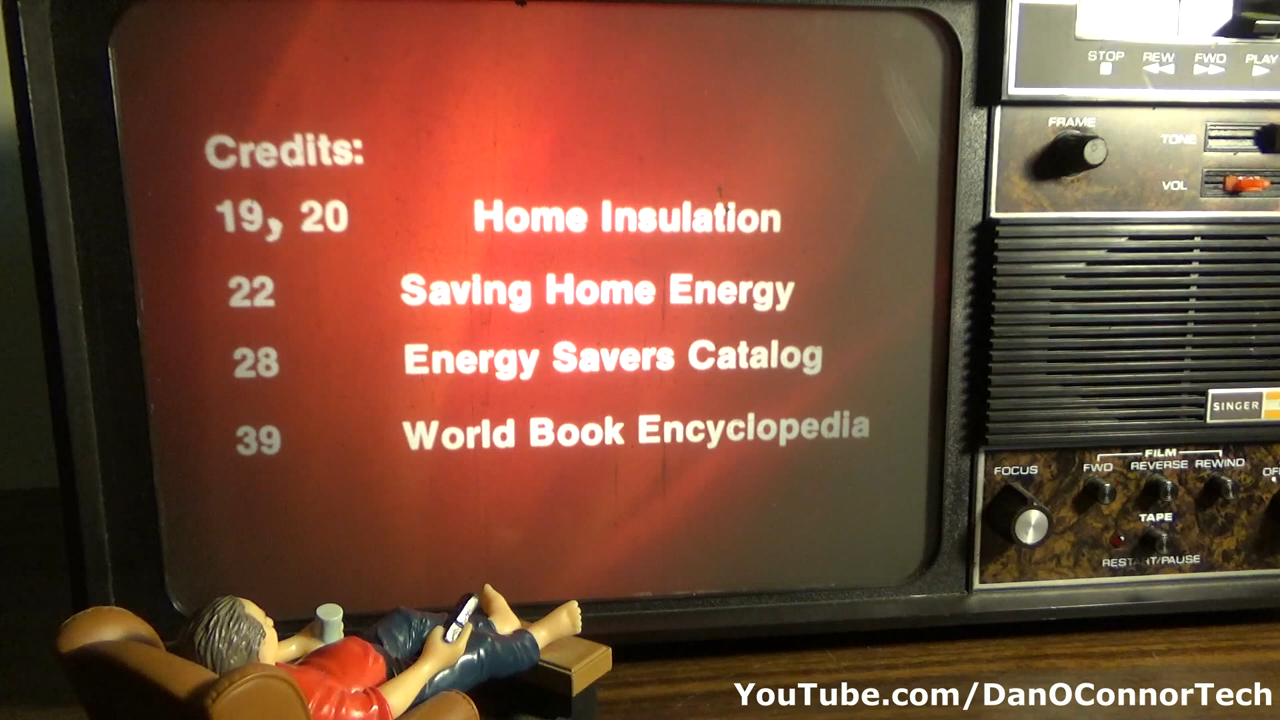 Credits:
19, 20 Home Insulation
22 Saving Home Energy
28 Energy Savers Catalog
39 World Book Encyclopedia
STOP REW FWD PLAY
FRAME
TONE
VOL
SINGER
FILM
FOCUS FWD REVERSE REWIND
TAPE
RESTART/PAUSE
YouTube.com/DanOConnorTech